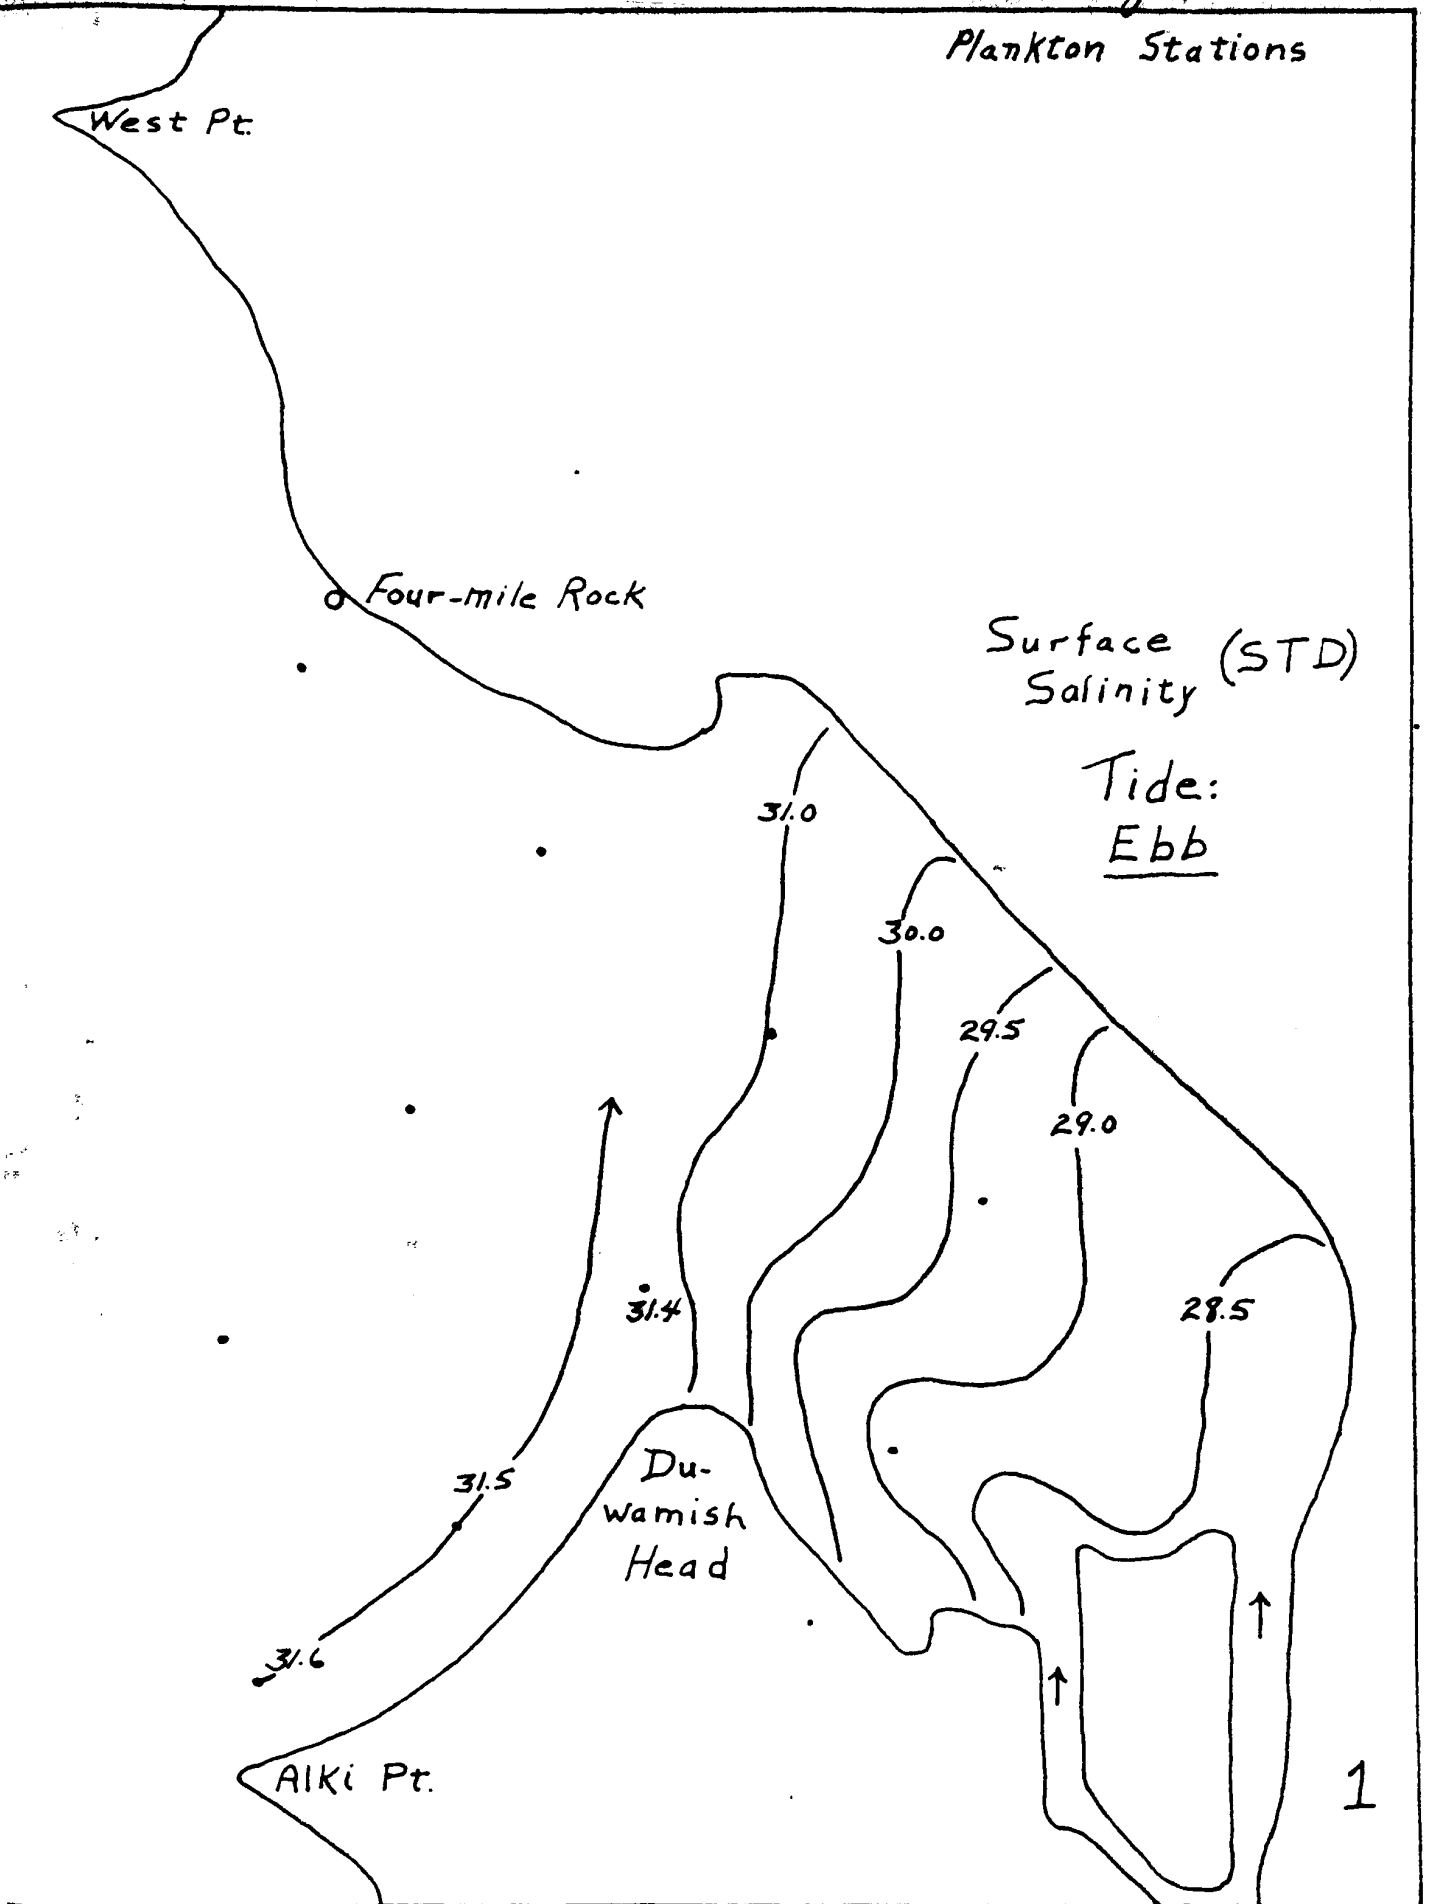 Plankton Stations
West Pt.
Four-mile Rock
Surface (STD)
Salinity
Tide:
Ebb
31.0
30.0
29.5
29.0
28.5
31.4
31.5
31.6
Du-
wamish
Head
Alki Pt.
1